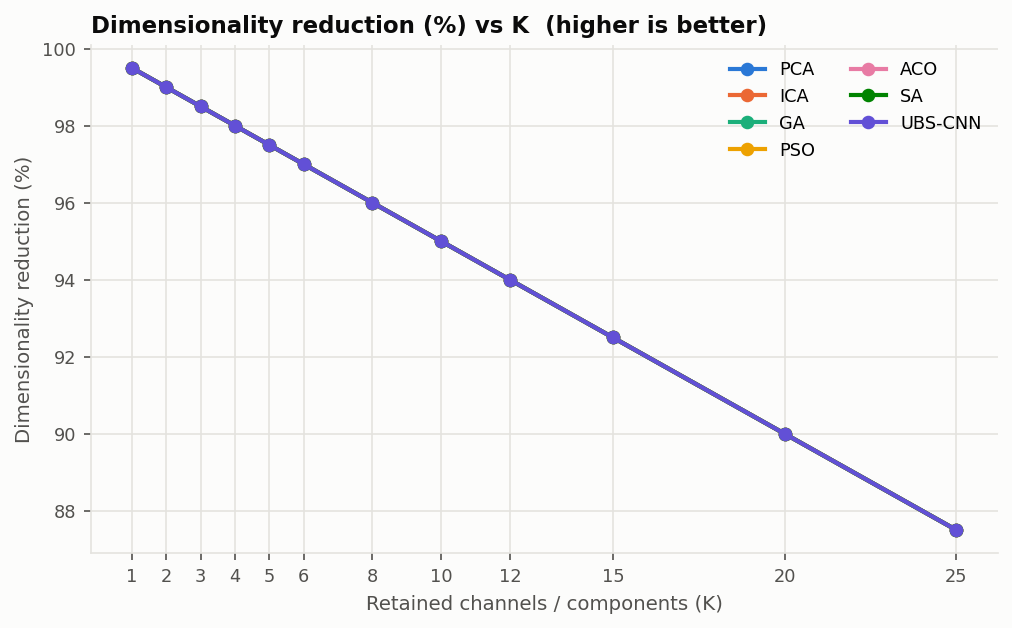 Dimensionality reduction (%) vs K  (higher is better)
Dimensionality reduction (%)
100
98
96
94
92
90
88
PCA
ICA
GA
PSO
ACO
SA
UBS-CNN
1 2 3 4 5 6 8 10 12 15 20 25
Retained channels / components (K)